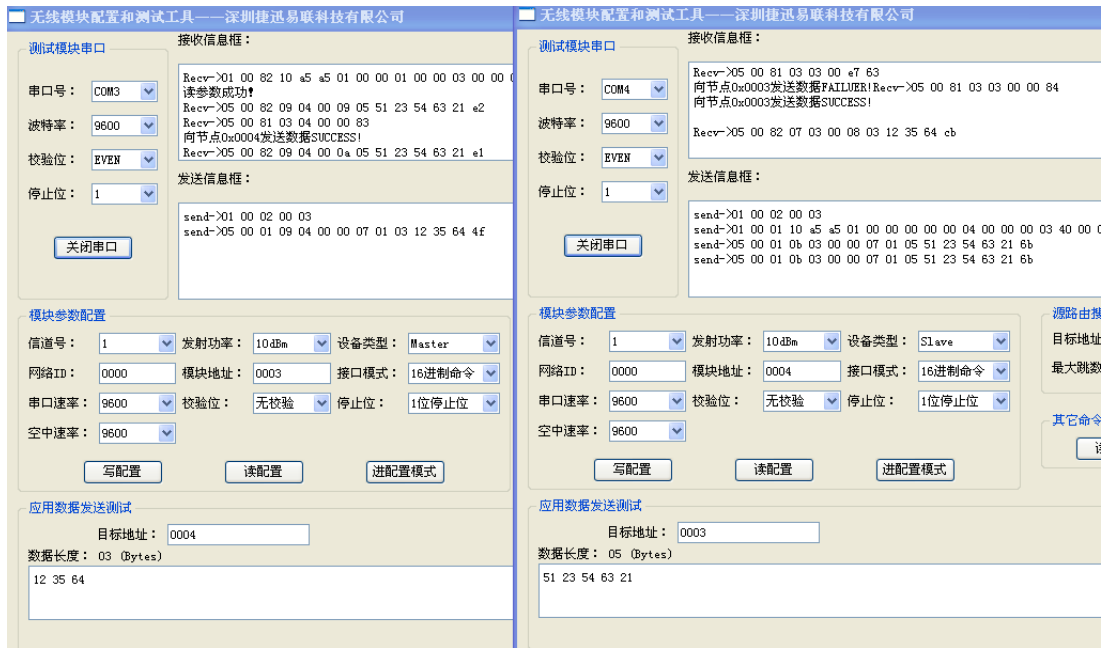 无线模块配置和测试工具——深圳捷迅易联科技有限公司
测试模块串口
串口号： COM3
波特率： 9600
校验位： EVEN
停止位： 1
关闭串口
接收信息框：
Recv->01 00 82 10 a5 a5 01 00 00 01 00 00 03 00 00
读参数成功！
Recv->05 00 82 09 04 00 09 05 51 23 54 63 21 e2
Recv->05 00 81 03 04 00 00 83
向节点0x0004发送数据SUCCESS!
Recv->05 00 82 09 04 00 0a 05 51 23 54 63 21 e1
发送信息框：
send->01 00 02 00 03
send->05 00 01 09 04 00 00 07 01 03 12 35 64 4f
模块参数配置
信道号： 1 发射功率： 10dBm 设备类型： Master
网络ID： 0000 模块地址： 0003 接口模式： 16进制命令
串口速率： 9600 校验位： 无校验 停止位： 1位停止位
空中速率： 9600
写配置 读配置 进配置模式
应用数据发送测试
目标地址： 0004
数据长度： 03 (Bytes)
12 35 64
无线模块配置和测试工具——深圳捷迅易联科技有限公司
测试模块串口
串口号： COM4
波特率： 9600
校验位： EVEN
停止位： 1
关闭串口
接收信息框：
Recv->05 00 81 03 03 00 e7 63
向节点0x0003发送数据FAILUER!Recv->05 00 81 03 03 00 00 84
向节点0x0003发送数据SUCCESS!
Recv->05 00 82 07 03 00 08 03 12 35 64 cb
发送信息框：
send->01 00 02 00 03
send->01 00 01 10 a5 a5 01 00 00 00 00 00 04 00 00 00 03 40 00
send->05 00 01 0b 03 00 00 07 01 05 51 23 54 63 21 6b
send->05 00 01 0b 03 00 00 07 01 05 51 23 54 63 21 6b
模块参数配置
信道号： 1 发射功率： 10dBm 设备类型： Slave
网络ID： 0000 模块地址： 0004 接口模式： 16进制命令
串口速率： 9600 校验位： 无校验 停止位： 1位停止位
空中速率： 9600
写配置 读配置 进配置模式
源路由搜
目标地址
最大跳数
其它命令
应用数据发送测试
目标地址： 0003
数据长度： 05 (Bytes)
51 23 54 63 21